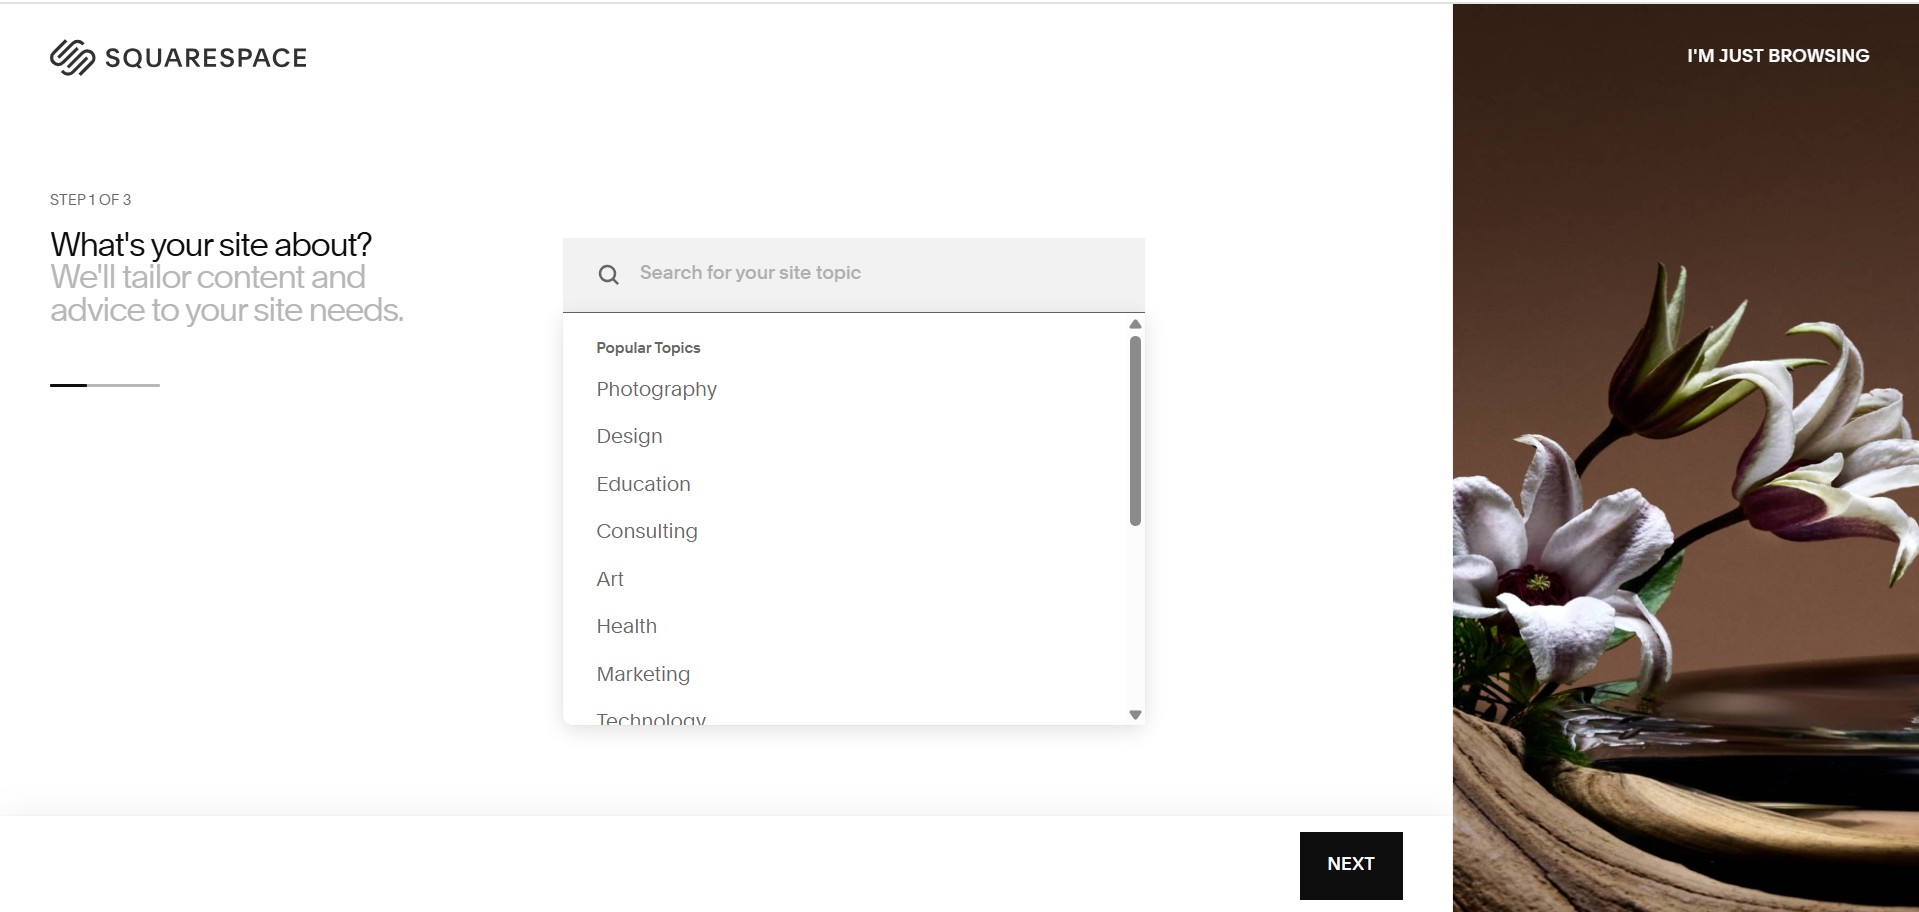 SQUARESPACE
I'M JUST BROWSING
STEP 1 OF 3
What's your site about?
We'll tailor content and
advice to your site needs.
Search for your site topic
Popular Topics
Photography
Design
Education
Consulting
Art
Health
Marketing
Technology
NEXT